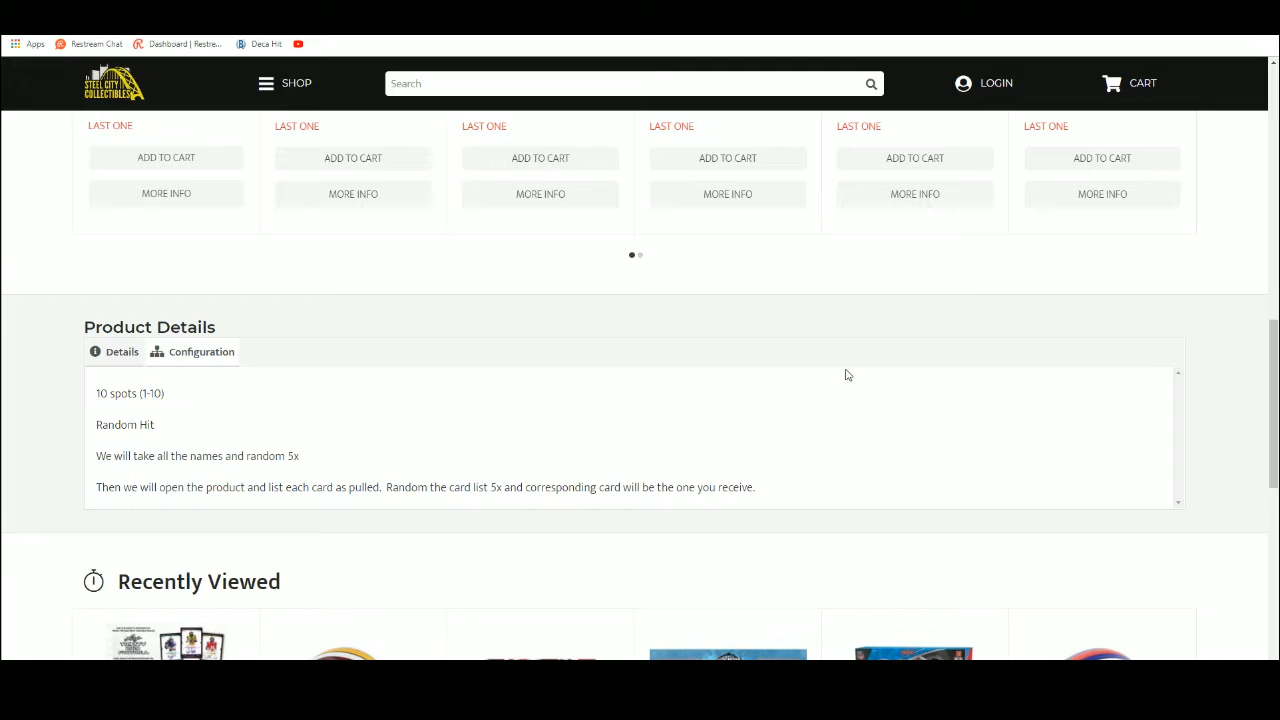 Apps Restream Chat Dashboard | Restre... Deca Hit
STEEL CITY
COLLECTIBLES
SHOP Search LOGIN CART
LAST ONE LAST ONE LAST ONE LAST ONE LAST ONE LAST ONE
ADD TO CART ADD TO CART ADD TO CART ADD TO CART ADD TO CART ADD TO CART
MORE INFO MORE INFO MORE INFO MORE INFO MORE INFO MORE INFO
Product Details
Details Configuration
10 spots (1-10)
Random Hit
We will take all the names and random 5x
Then we will open the product and list each card as pulled. Random the card list 5x and corresponding card will be the one you receive.
Recently Viewed